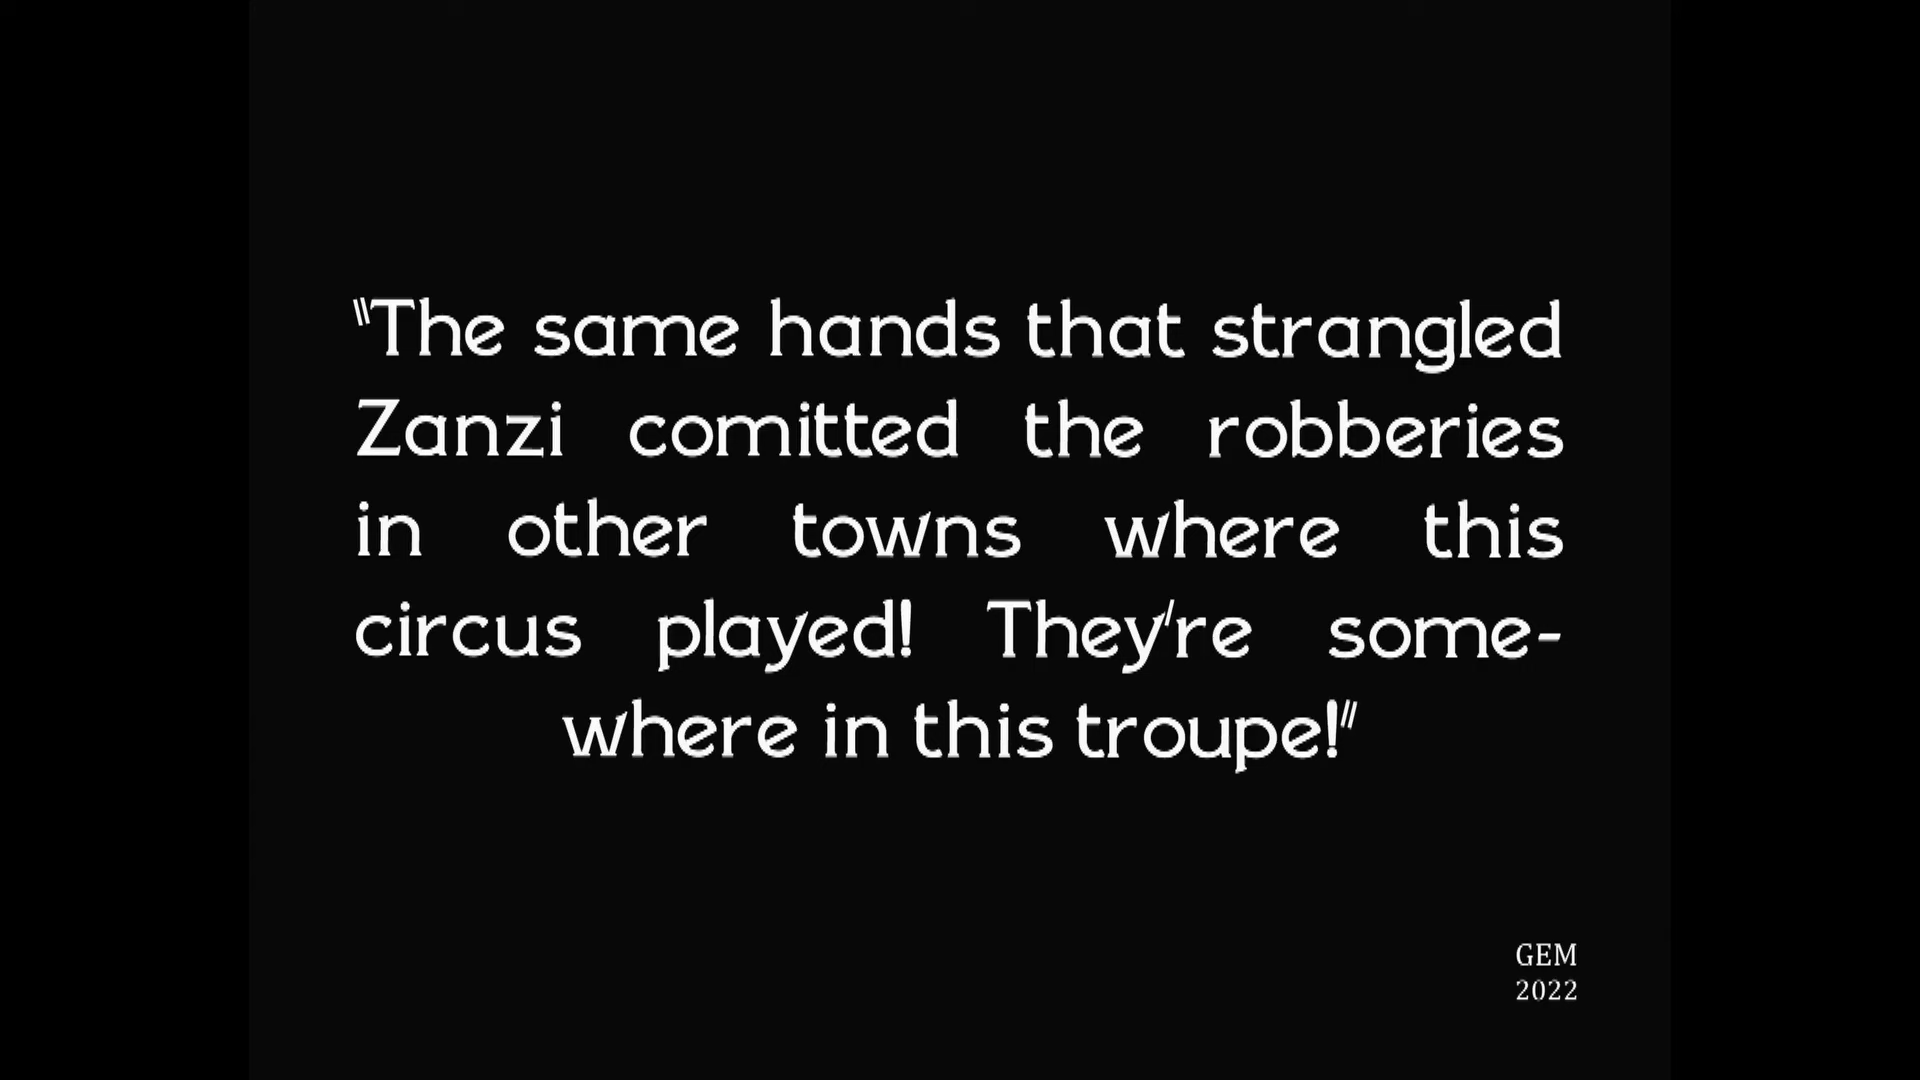 "The same hands that strangled
Zanzi comitted the robberies
in other towns where this
circus played! They're some-
where in this troupe!"
GEM
2022